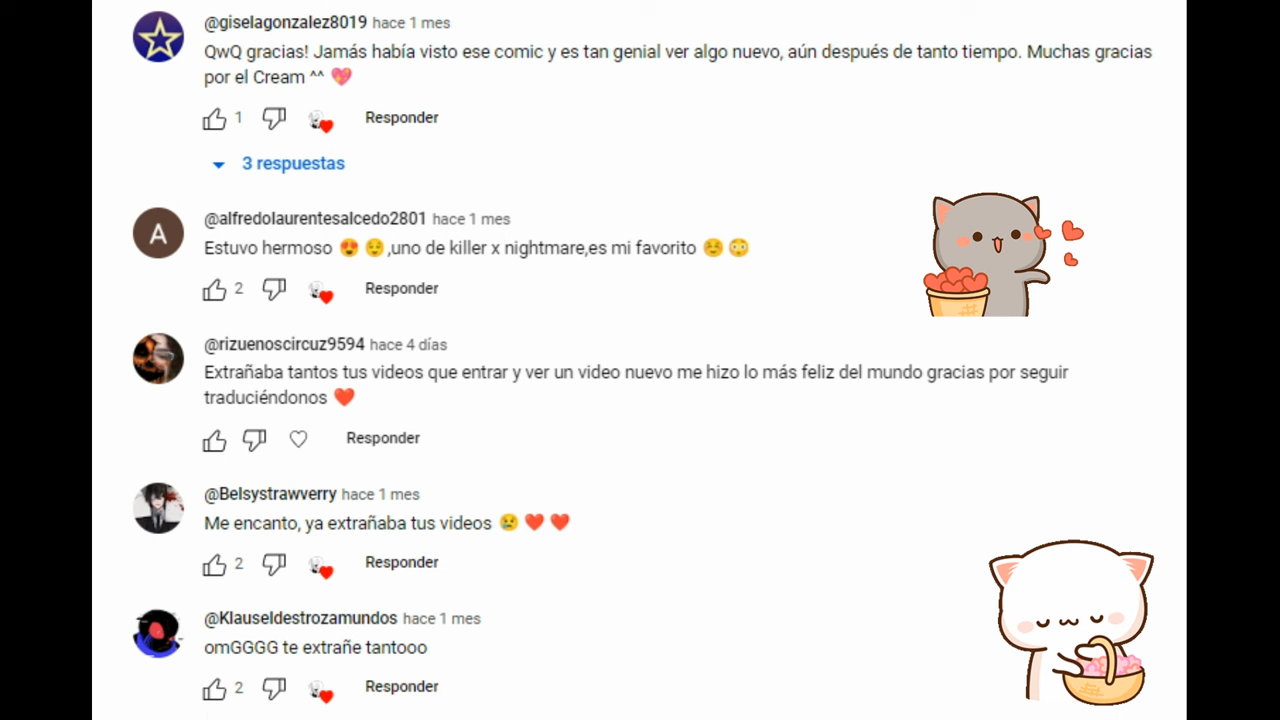 @giselagonzalez8019 hace 1 mes
QwQ gracias! Jamás había visto ese comic y es tan genial ver algo nuevo, aún después de tanto tiempo. Muchas gracias
por el Cream ^^ 💖
1 Responder
3 respuestas
A
@alfredolaurentesalcedo2801 hace 1 mes
Estuvo hermoso 😍😌,uno de killer x nightmare,es mi favorito ☺️😳
2 Responder
@rizuenoscircuz9594 hace 4 días
Extrañaba tantos tus videos que entrar y ver un video nuevo me hizo lo más feliz del mundo gracias por seguir
traduciéndonos ❤️
Responder
@Belsystrawverry hace 1 mes
Me encanto, ya extrañaba tus videos 😢❤️❤️
2 Responder
@Klauseldestrozamundos hace 1 mes
omGGGG te extrañe tantooo
2 Responder